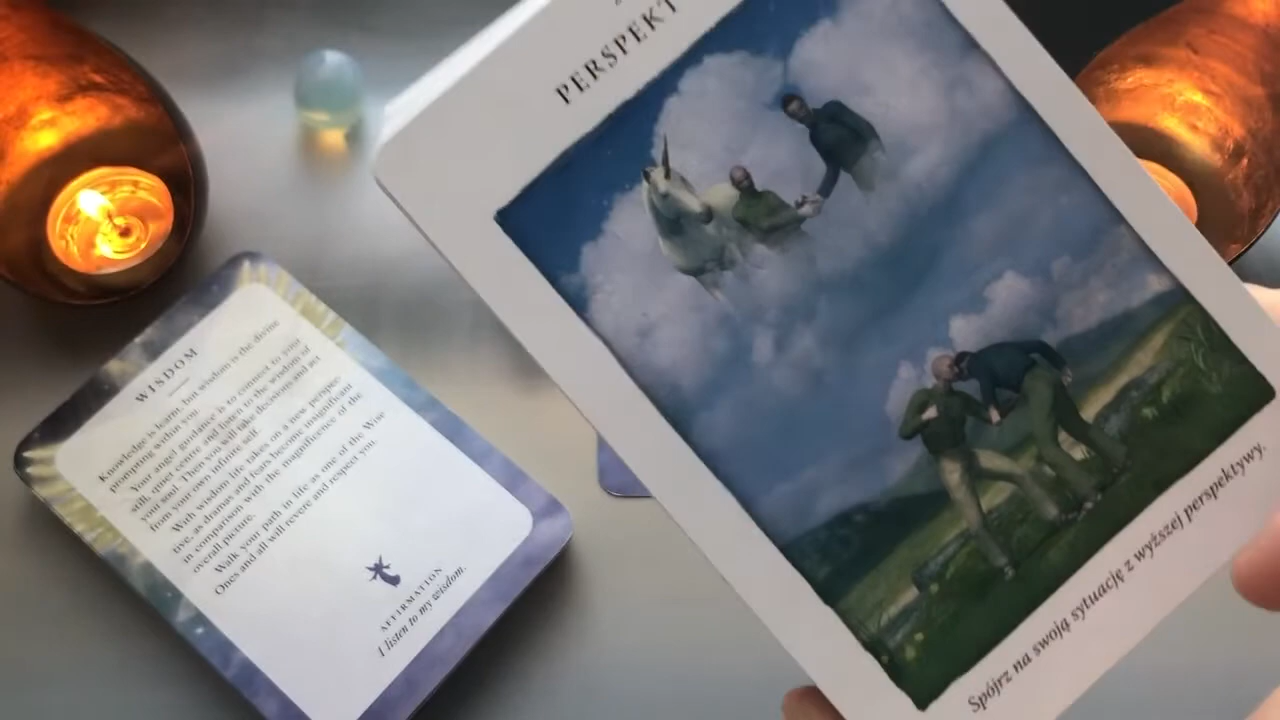 WISDOM
Knowledge is learnt, but wisdom is the divine
prompting within you.
Your angel guidance is to connect to your
still, quiet centre and listen to the wisdom of
your soul. Then you will take decisions and act
from your own infinite self.
With wisdom life takes on a new perspec-
tive, as dramas and fears become insignificant
in comparison with the magnificence of the
overall picture.
Walk your path in life as one of the Wise
Ones and all will revere and respect you.
AFFIRMATION
I listen to my wisdom.
PERSPEKT
Spójrz na swoją sytuację z wyższej perspektywy.